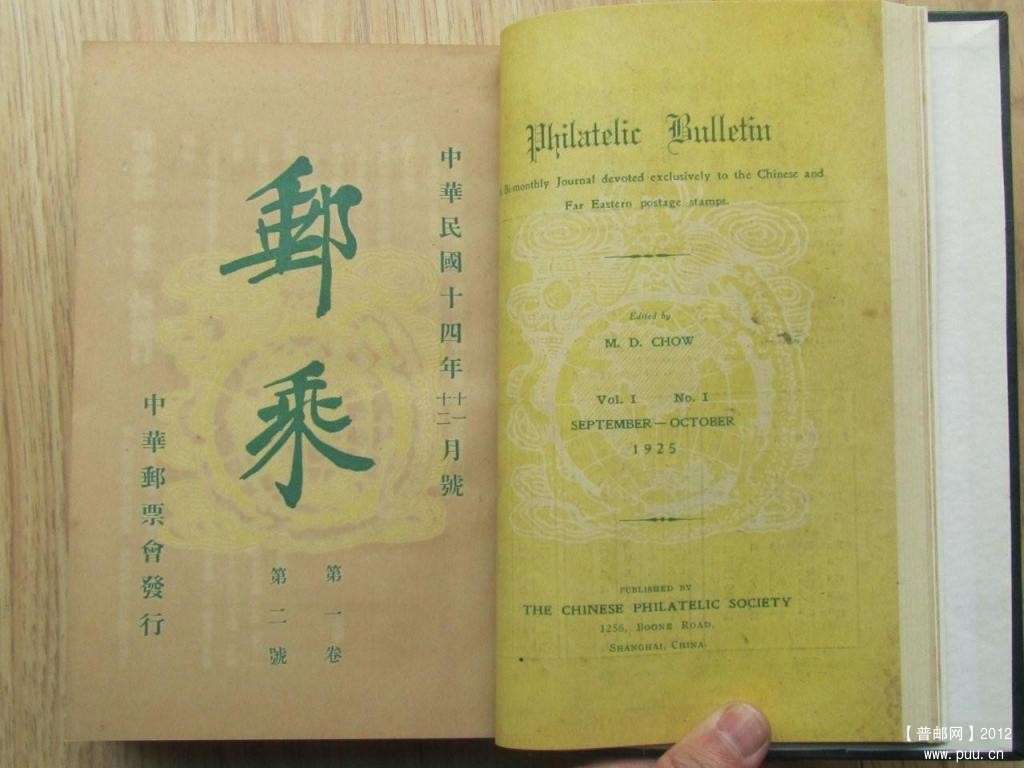 中華民國十四年十一十二月號
郵乘
第一卷
第二號
中華郵票會發行
Philatelic Bulletin
Bi-monthly Journal devoted exclusively to the Chinese and
Far Eastern postage stamps.
Edited by
M. D. CHOW
Vol. I No. I
SEPTEMBER—OCTOBER
1925
PUBLISHED BY
THE CHINESE PHILATELIC SOCIETY
1256, BOONE ROAD,
SHANGHAI, CHINA.
【普邮网】2012
www.puu.cn